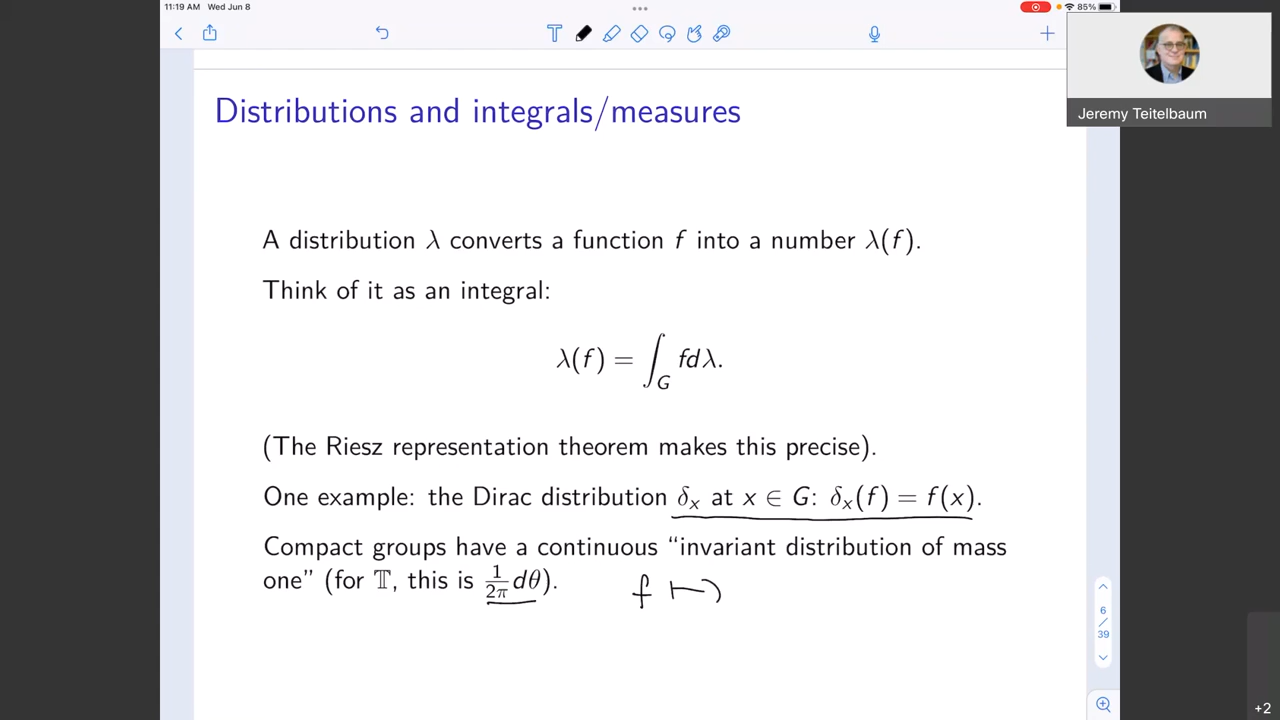 11:19 AM Wed Jun 8
85%
Jeremy Teitelbaum
Distributions and integrals/measures
A distribution λ converts a function f into a number λ(f).
Think of it as an integral:
λ(f) = ∫_G fdλ.
(The Riesz representation theorem makes this precise).
One example: the Dirac distribution δ_x at x ∈ G: δ_x(f) = f(x).
Compact groups have a continuous “invariant distribution of mass
one” (for 𝕋, this is 1/2π dθ).
f ↦
6
/
39
+2